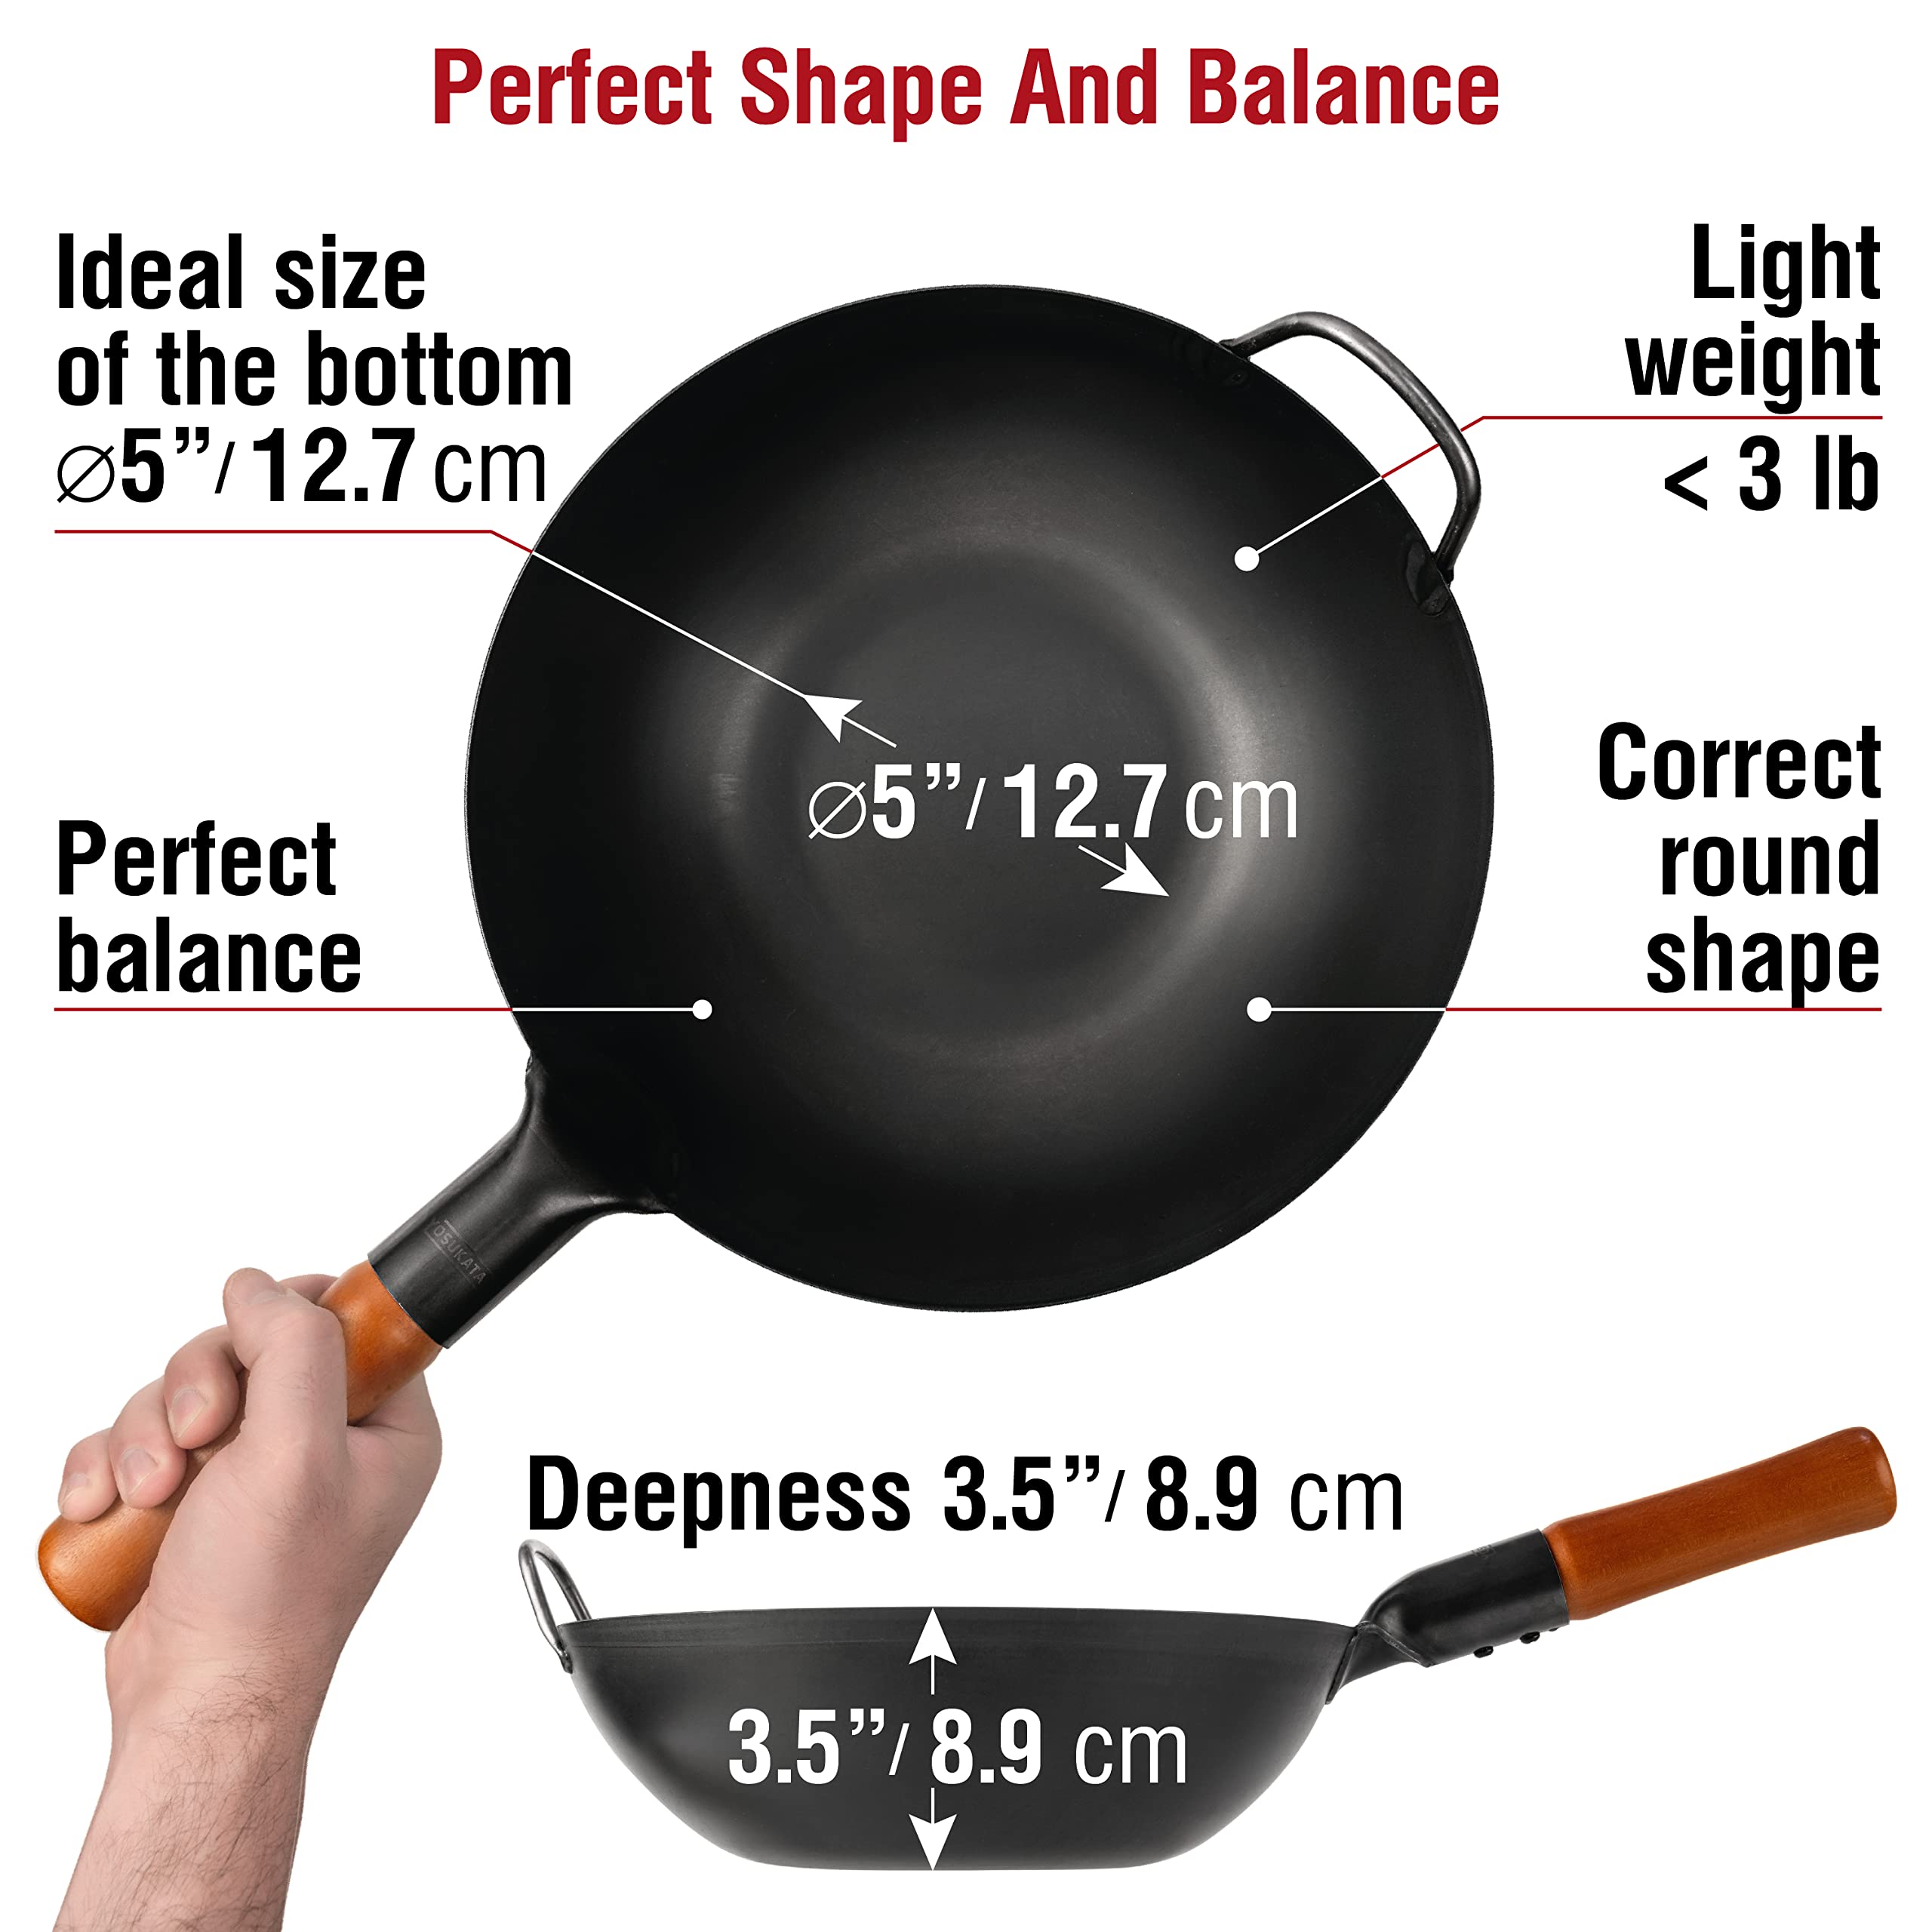 Perfect Shape And Balance
Ideal size
of the bottom
⌀5”/12.7 cm
Light
weight
< 3 lb
⌀5”/12.7 cm
Perfect
balance
Correct
round
shape
YOSUKATA
Deepness 3.5”/8.9 cm
3.5”/8.9 cm